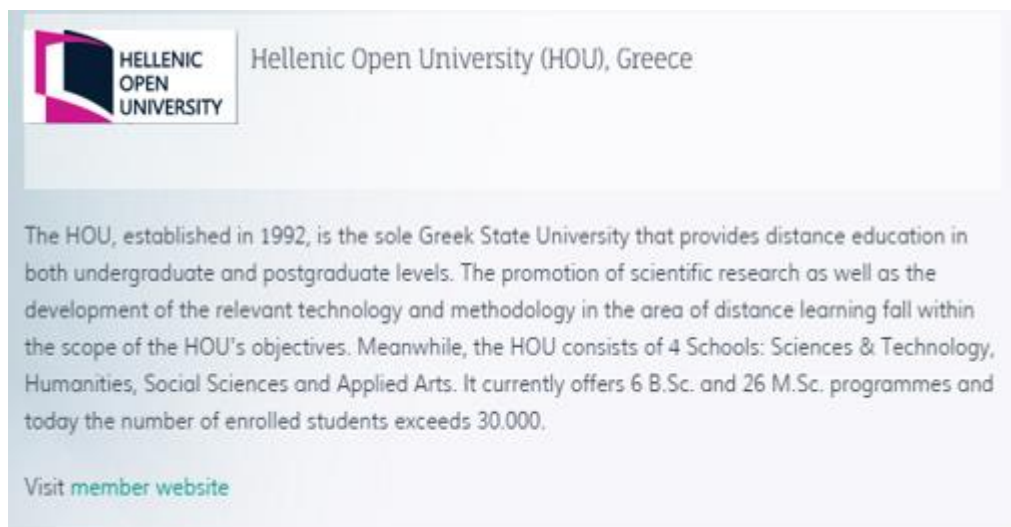 HELLENIC
OPEN
UNIVERSITY
Hellenic Open University (HOU), Greece
The HOU, established in 1992, is the sole Greek State University that provides distance education in
both undergraduate and postgraduate levels. The promotion of scientific research as well as the
development of the relevant technology and methodology in the area of distance learning fall within
the scope of the HOU's objectives. Meanwhile, the HOU consists of 4 Schools: Sciences & Technology,
Humanities, Social Sciences and Applied Arts. It currently offers 6 B.Sc. and 26 M.Sc. programmes and
today the number of enrolled students exceeds 30.000.
Visit member website